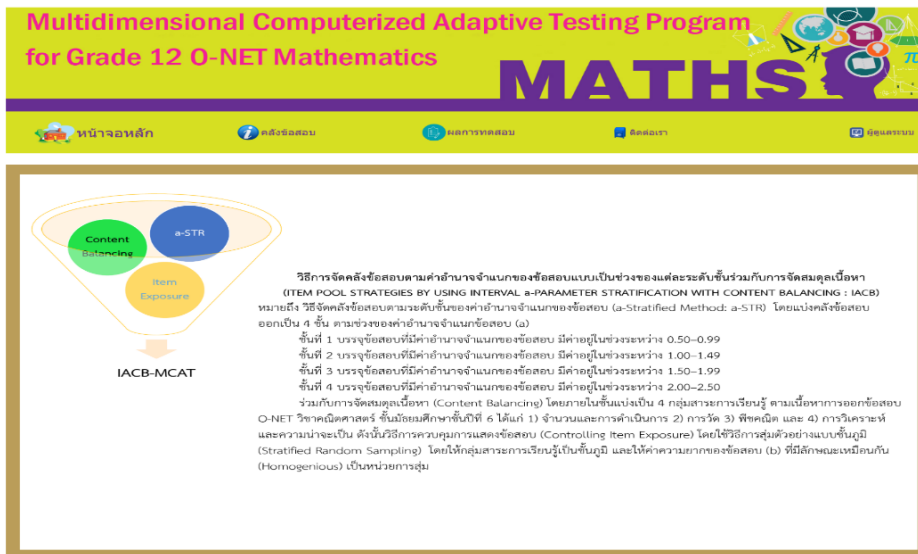 Multidimensional Computerized Adaptive Testing Program
for Grade 12 O-NET Mathematics
MATHS
π
หน้าจอหลัก
คลังข้อสอบ
ผลการทดสอบ
ติดต่อเรา
ผู้ดูแลระบบ
Content
Balancing
a-STR
Item
Exposure
IACB-MCAT
วิธีการจัดคลังข้อสอบตามค่าอำนาจจำแนกของข้อสอบแบบเป็นช่วงของแต่ละระดับชั้นร่วมกับการจัดสมดุลเนื้อหา
(ITEM POOL STRATEGIES BY USING INTERVAL a-PARAMETER STRATIFICATION WITH CONTENT BALANCING : IACB)
หมายถึง วิธีจัดคลังข้อสอบตามระดับชั้นของค่าอำนาจจำแนกของข้อสอบ (a-Stratified Method: a-STR) โดยแบ่งคลังข้อสอบ
ออกเป็น 4 ชั้น ตามช่วงของค่าอำนาจจำแนกข้อสอบ (a)
ชั้นที่ 1 บรรจุข้อสอบที่มีค่าอำนาจจำแนกของข้อสอบ มีค่าอยู่ในช่วงระหว่าง 0.50–0.99
ชั้นที่ 2 บรรจุข้อสอบที่มีค่าอำนาจจำแนกของข้อสอบ มีค่าอยู่ในช่วงระหว่าง 1.00–1.49
ชั้นที่ 3 บรรจุข้อสอบที่มีค่าอำนาจจำแนกของข้อสอบ มีค่าอยู่ในช่วงระหว่าง 1.50–1.99
ชั้นที่ 4 บรรจุข้อสอบที่มีค่าอำนาจจำแนกของข้อสอบ มีค่าอยู่ในช่วงระหว่าง 2.00–2.50
ร่วมกับการจัดสมดุลเนื้อหา (Content Balancing) โดยภายในชั้นแบ่งเป็น 4 กลุ่มสาระการเรียนรู้ ตามเนื้อหาการออกข้อสอบ
O-NET วิชาคณิตศาสตร์ ชั้นมัธยมศึกษาชั้นปีที่ 6 ได้แก่ 1) จำนวนและการดำเนินการ 2) การวัด 3) พีชคณิต และ 4) การวิเคราะห์
และความน่าจะเป็น ดังนั้นวิธีการควบคุมการแสดงข้อสอบ (Controlling Item Exposure) โดยใช้วิธีการสุ่มตัวอย่างแบบชั้นภูมิ
(Stratified Random Sampling) โดยให้กลุ่มสาระการเรียนรู้เป็นชั้นภูมิ และให้ค่าความยากของข้อสอบ (b) ที่มีลักษณะเหมือนกัน
(Homogenious) เป็นหน่วยการสุ่ม